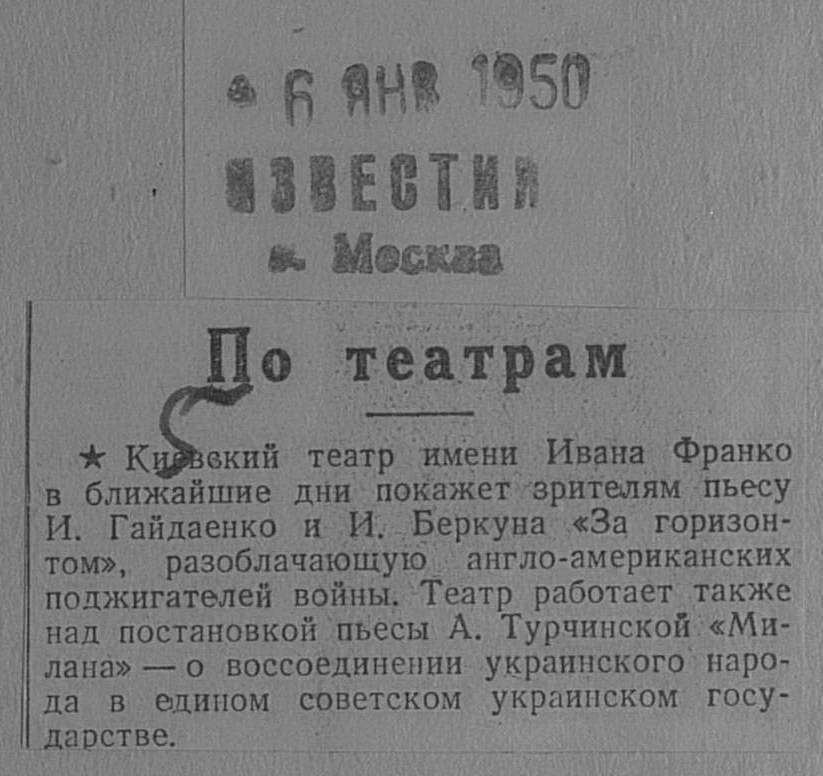 6 ЯНВ 1950
ИЗВЕСТИЯ
г. Москва
По театрам
★ Киевский театр имени Ивана Франко
в ближайшие дни покажет зрителям пьесу
И. Гайдаенко и И. Беркуна «За горизон-
том», разоблачающую англо-американских
поджигателей войны. Театр работает также
над постановкой пьесы А. Турчинской «Ми-
лана» — о воссоединении украинского наро-
да в едином советском украинском госу-
дарстве.